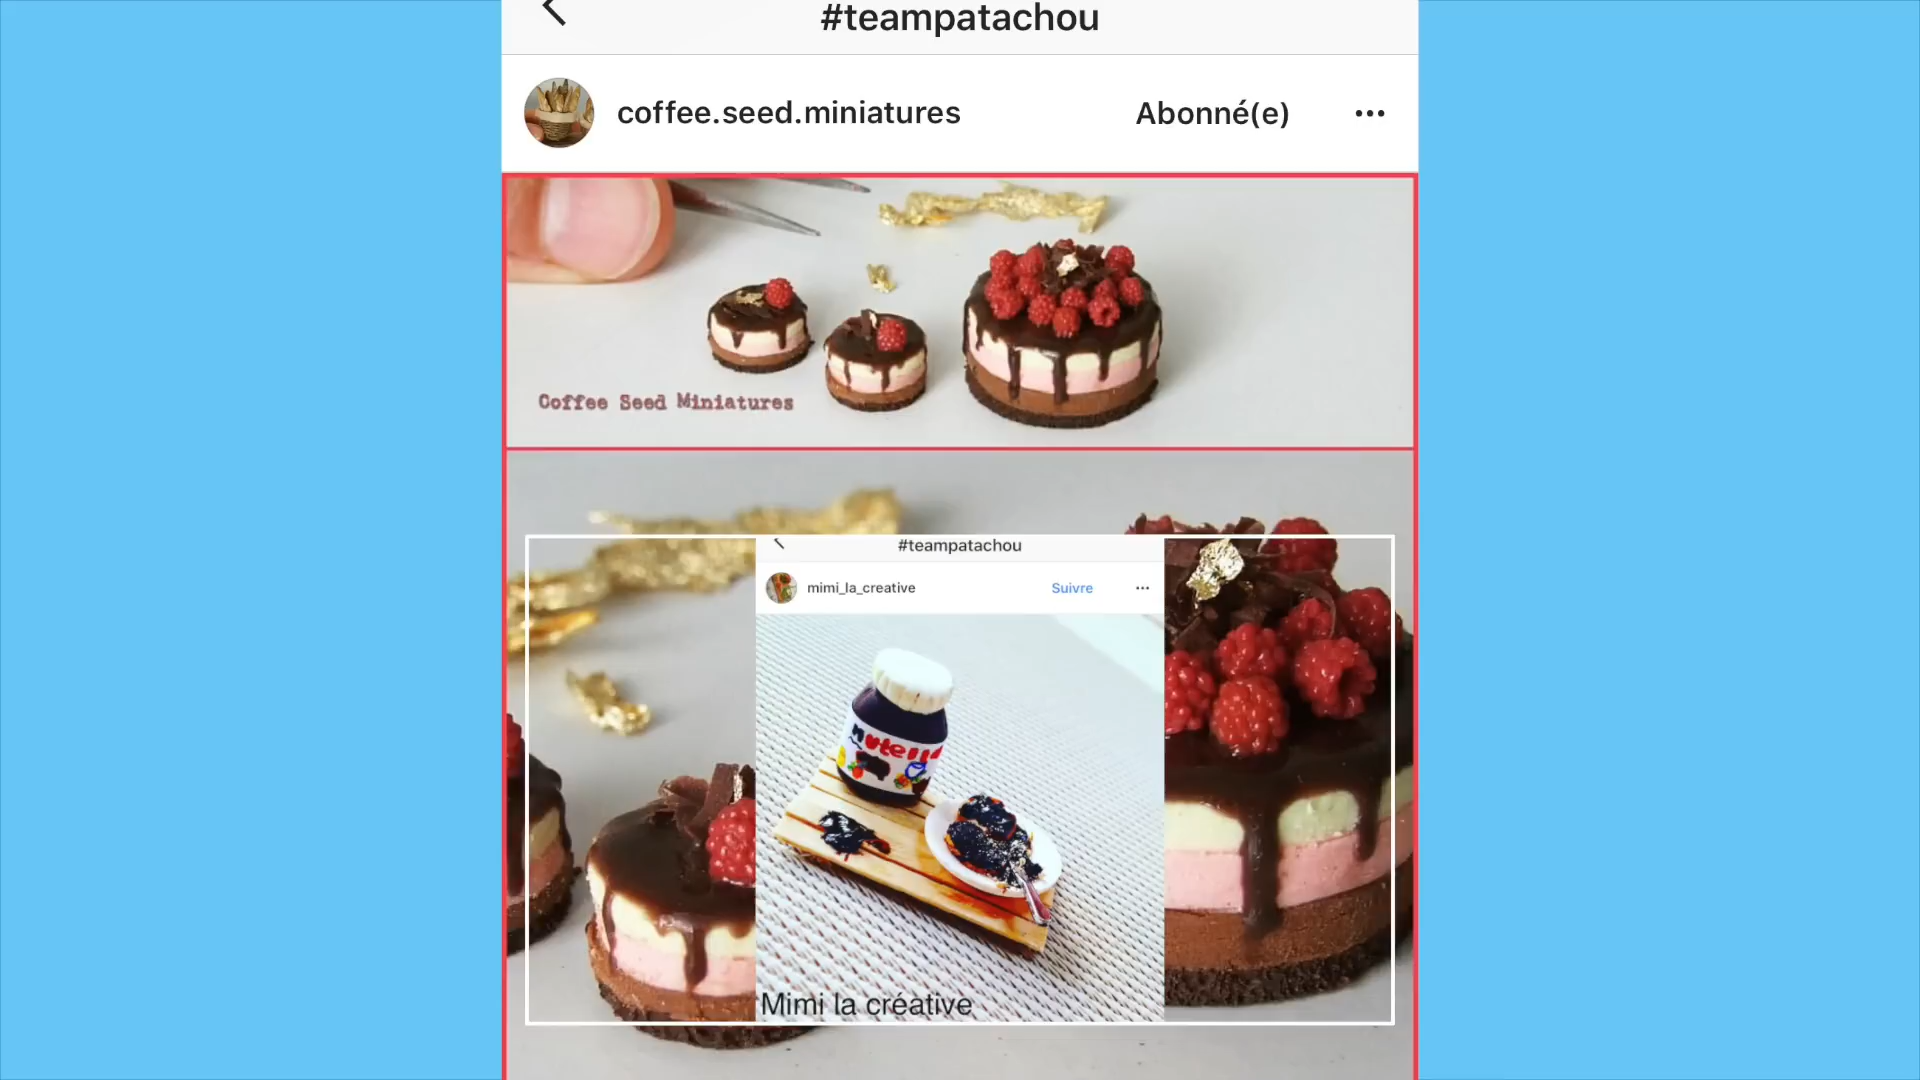 #teampatachou
coffee.seed.miniatures
Abonné(e)
Coffee Seed Miniatures
#teampatachou
mimi_la_creative
Suivre
nutella
Mimi la créative